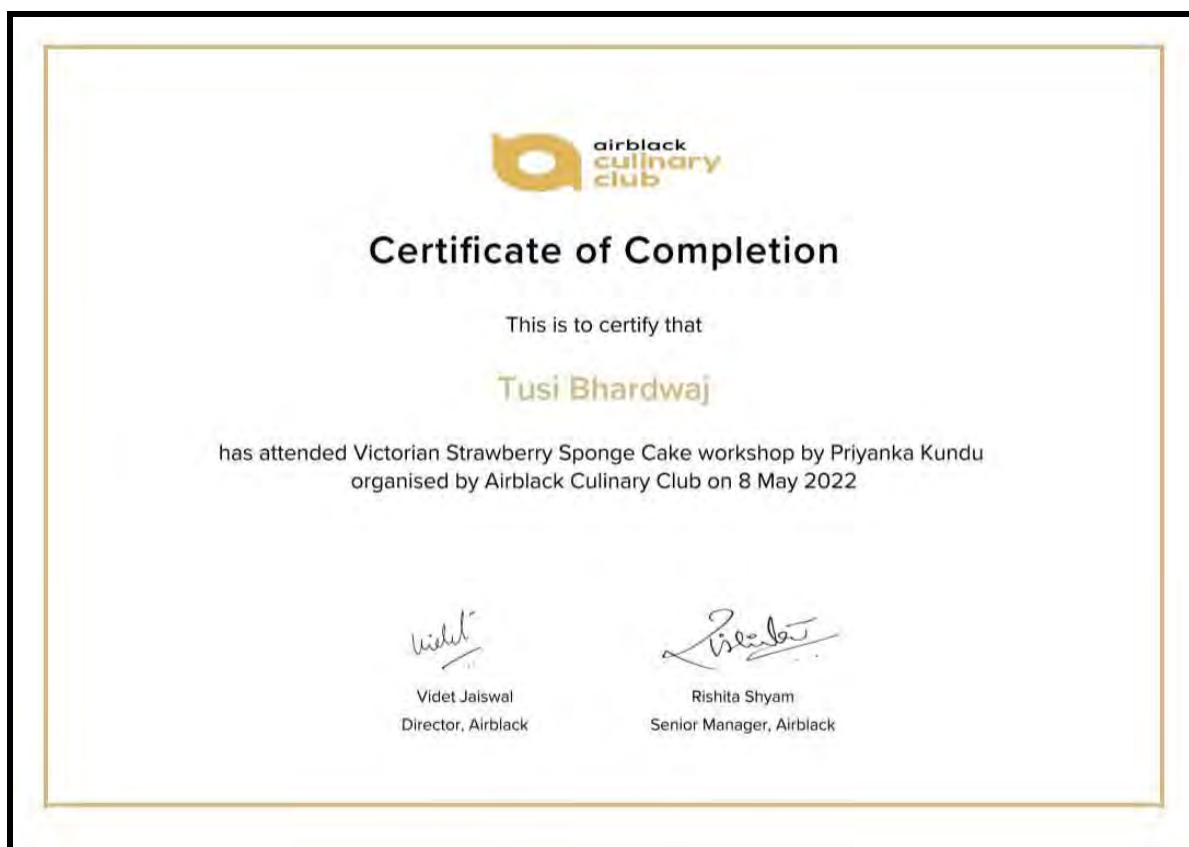 airblack
culinary
club
Certificate of Completion
This is to certify that
Tusi Bhardwaj
has attended Victorian Strawberry Sponge Cake workshop by Priyanka Kundu
organised by Airblack Culinary Club on 8 May 2022
Videt Jaiswal
Rishita Shyam
Director, Airblack
Senior Manager, Airblack